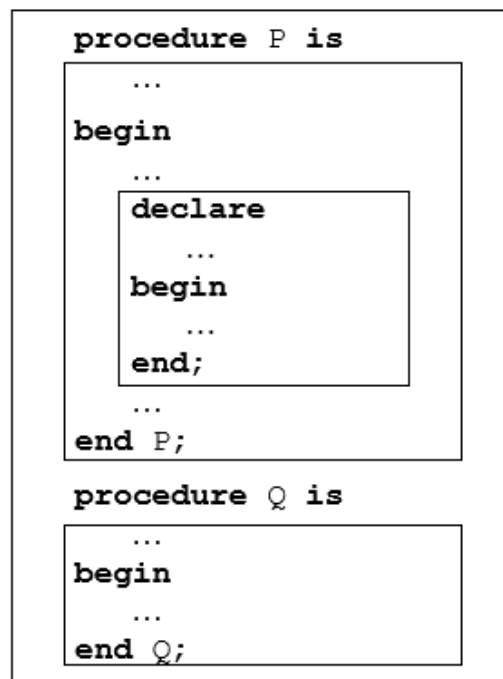 procedure P is
...
begin
...
declare
...
begin
...
end;
...
end P;
procedure Q is
...
begin
...
end Q;